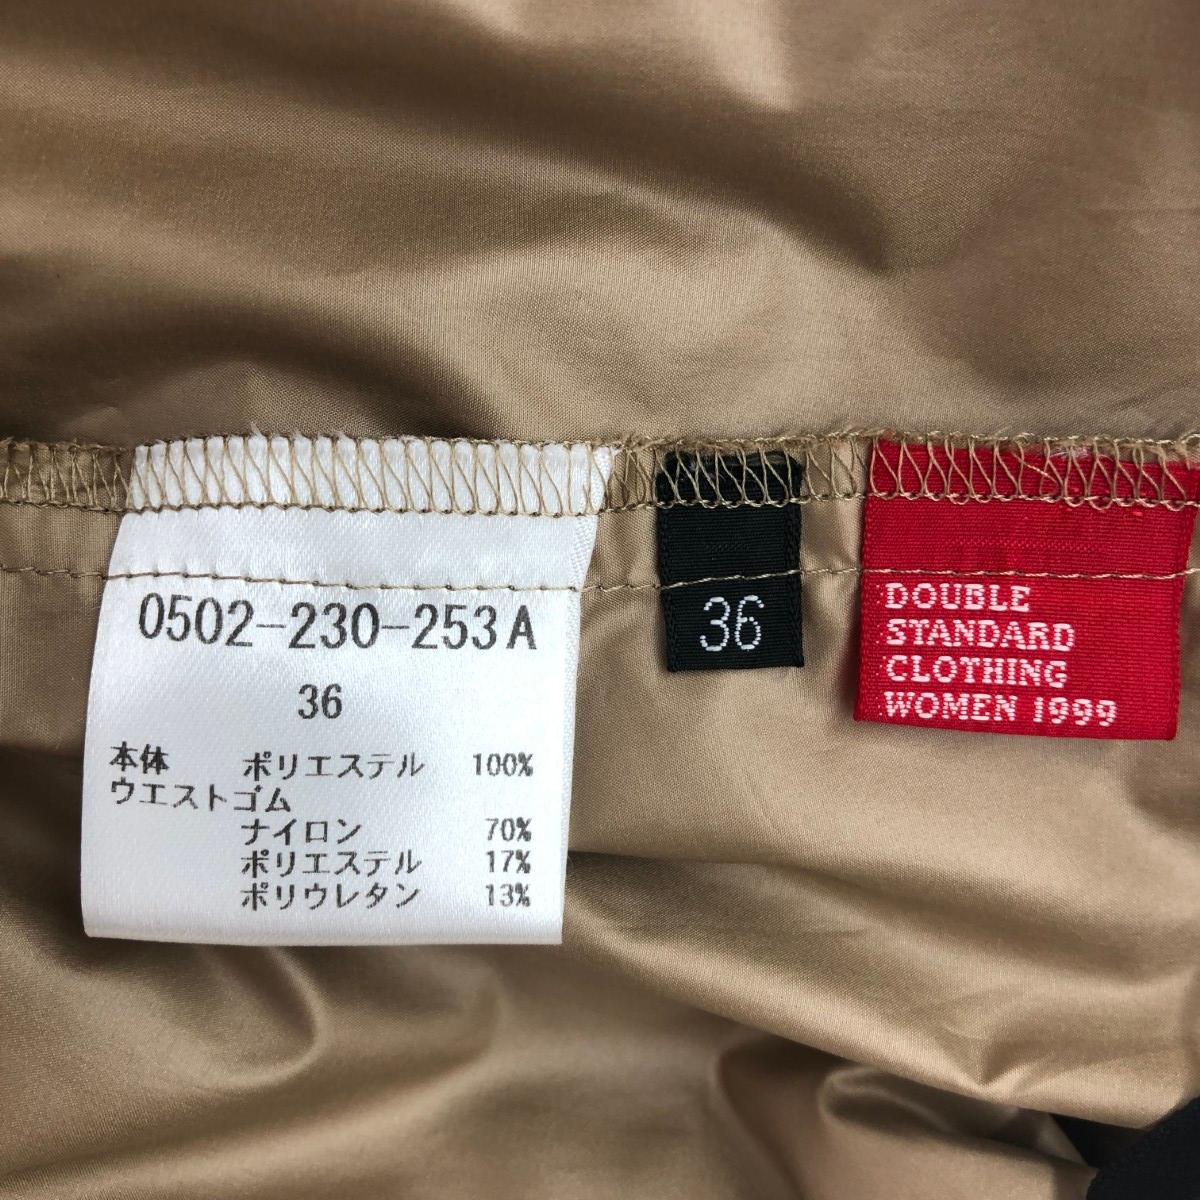 0502-230-253A
36
本体 ポリエステル 100%
ウエストゴム
ナイロン 70%
ポリエステル 17%
ポリウレタン 13%
36
DOUBLE
STANDARD
CLOTHING
WOMEN 1999